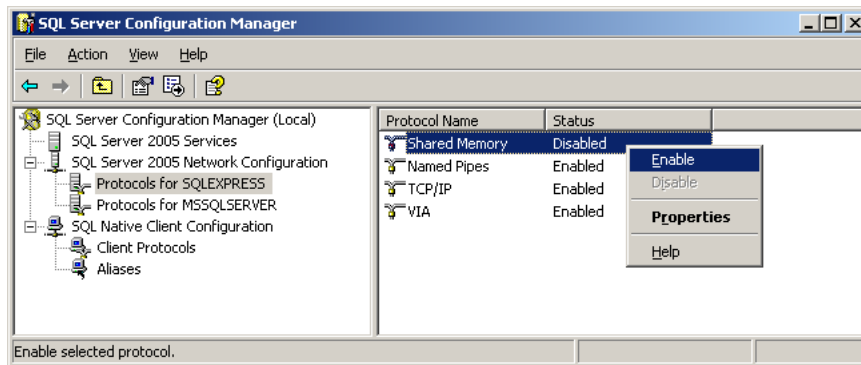 SQL Server Configuration Manager
File Action View Help
SQL Server Configuration Manager (Local)
SQL Server 2005 Services
SQL Server 2005 Network Configuration
Protocols for SQLEXPRESS
Protocols for MSSQLSERVER
SQL Native Client Configuration
Client Protocols
Aliases
Protocol Name Status
Shared Memory Disabled
Named Pipes Enabled
TCP/IP Enabled
VIA Enabled
Enable
Disable
Properties
Help
Enable selected protocol.